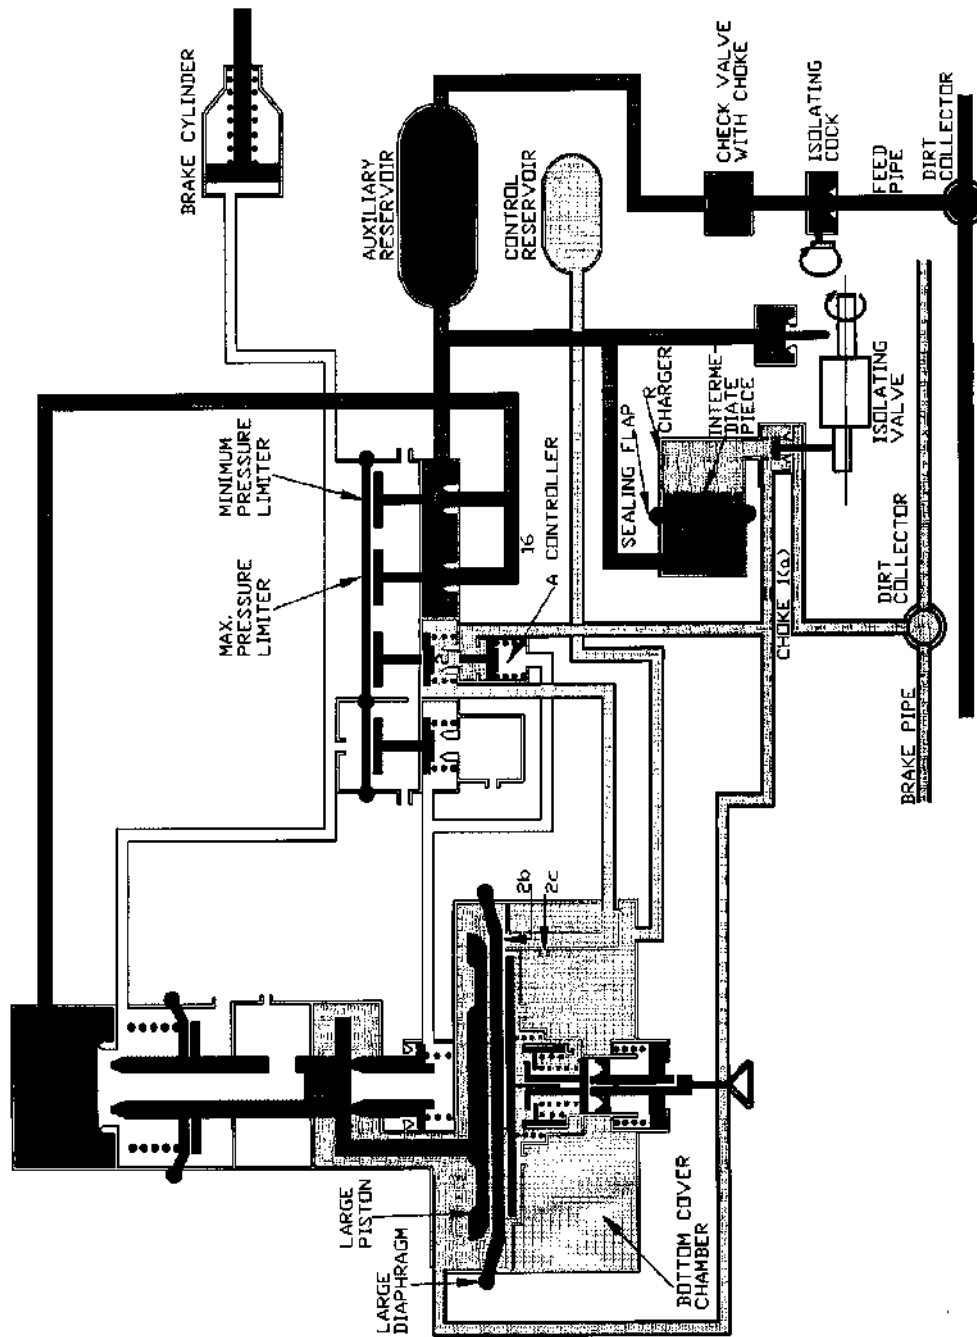 BRAKE CYLINDER
AUXILIARY
RESERVOIR
CONTROL
RESERVOIR
CHECK VALVE
WITH CHOKE
ISOLATING
COCK
FEED
PIPE
DIRT
COLLECTOR
MINIMUM
PRESSURE
LIMITER
MAX.
PRESSURE
LIMITER
16
A CONTROLLER
SEALING FLAP
R
CHARGER
INTERME-
DIATE
PIECE
ISOLATING
VALVE
CHOKE 1(a)
DIRT
COLLECTOR
BRAKE PIPE
2b
2c
LARGE
PISTON
LARGE
DIAPHRAGM
BOTTOM COVER
CHAMBER